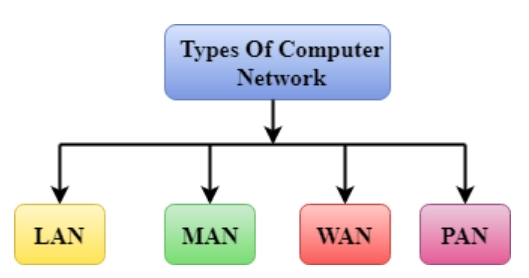 Types Of Computer
Network
LAN
MAN
WAN
PAN